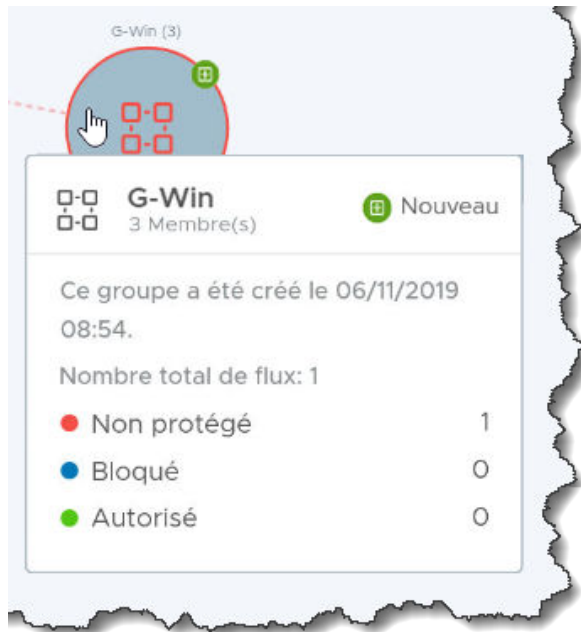 G-Win (3)
G-Win
3 Membre(s)
Nouveau
Ce groupe a été créé le 06/11/2019
08:54.
Nombre total de flux: 1
Non protégé 1
Bloqué 0
Autorisé 0